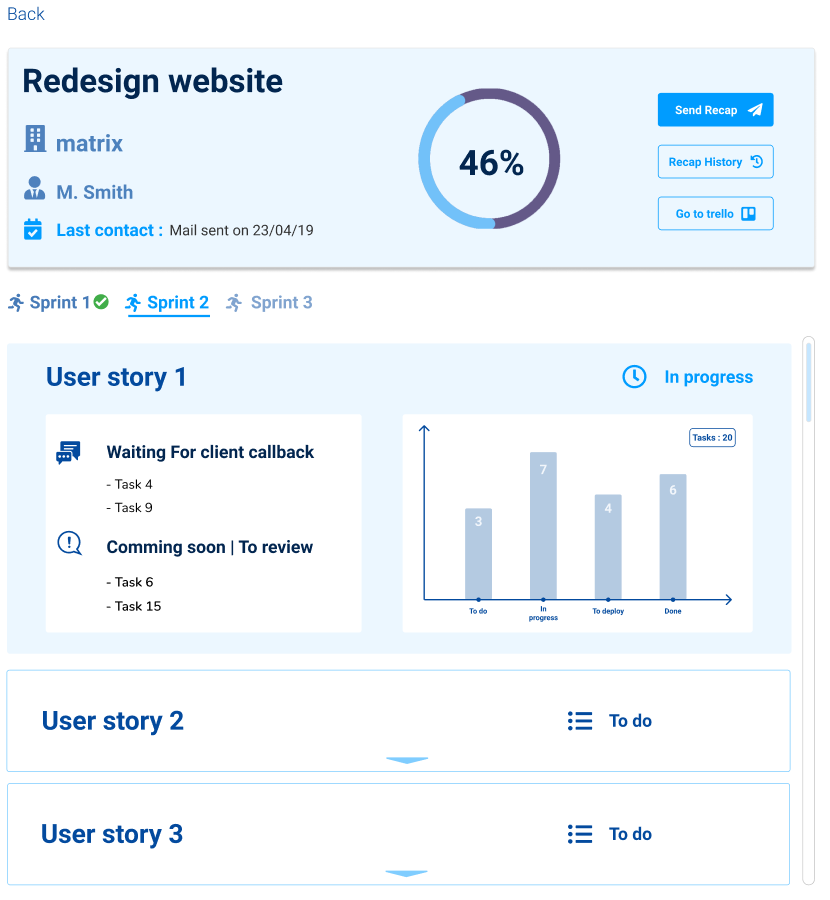 Back
Redesign website
matrix
M. Smith
Last contact : Mail sent on 23/04/19
46%
Send Recap
Recap History
Go to trello
Sprint 1 Sprint 2 Sprint 3
User story 1
In progress
Waiting For client callback
- Task 4
- Task 9
Comming soon | To review
- Task 6
- Task 15
Tasks : 20
3
7
4
6
To do
In
progress
To deploy
Done
User story 2
To do
User story 3
To do